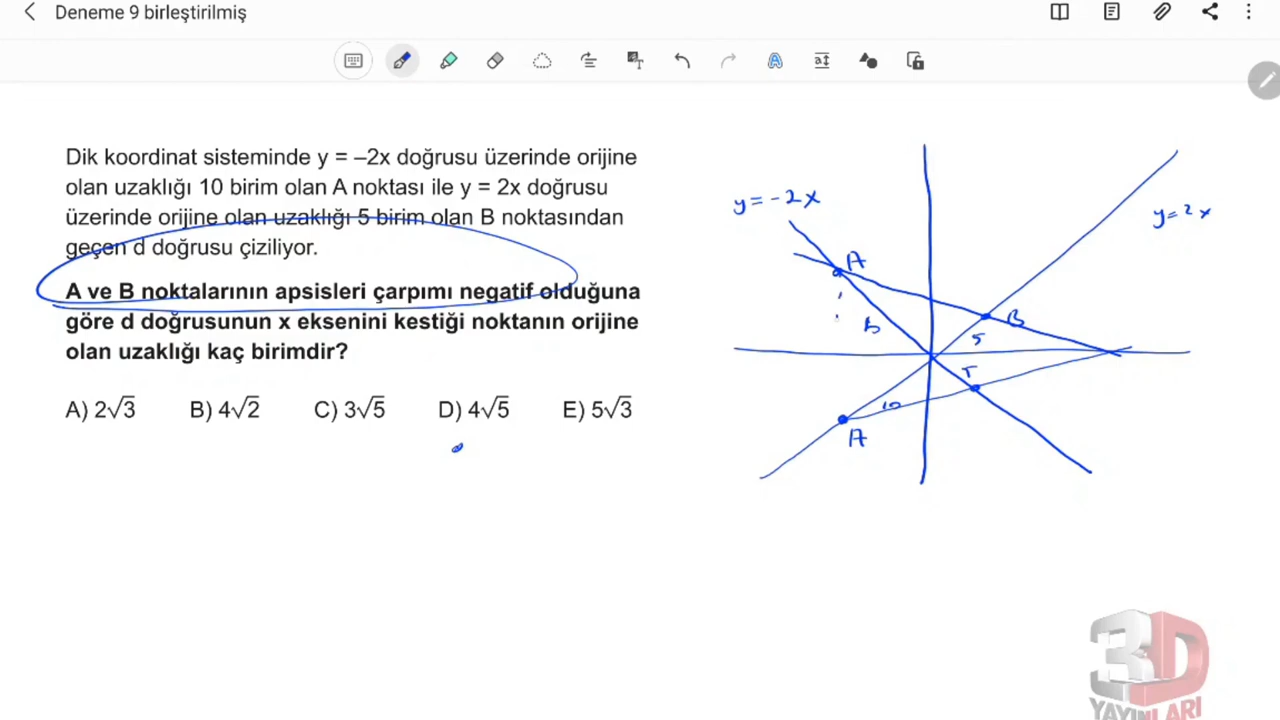 Deneme 9 birleştirilmiş
Dik koordinat sisteminde y = –2x doğrusu üzerinde orijine
olan uzaklığı 10 birim olan A noktası ile y = 2x doğrusu
üzerinde orijine olan uzaklığı 5 birim olan B noktasından
geçen d doğrusu çiziliyor.
A ve B noktalarının apsisleri çarpımı negatif olduğuna
göre d doğrusunun x eksenini kestiği noktanın orijine
olan uzaklığı kaç birimdir?
A) 2√3 B) 4√2 C) 3√5 D) 4√5 E) 5√3
y = -2x
y = 2x
A
B
5
10
A
3D
YAYINLARI